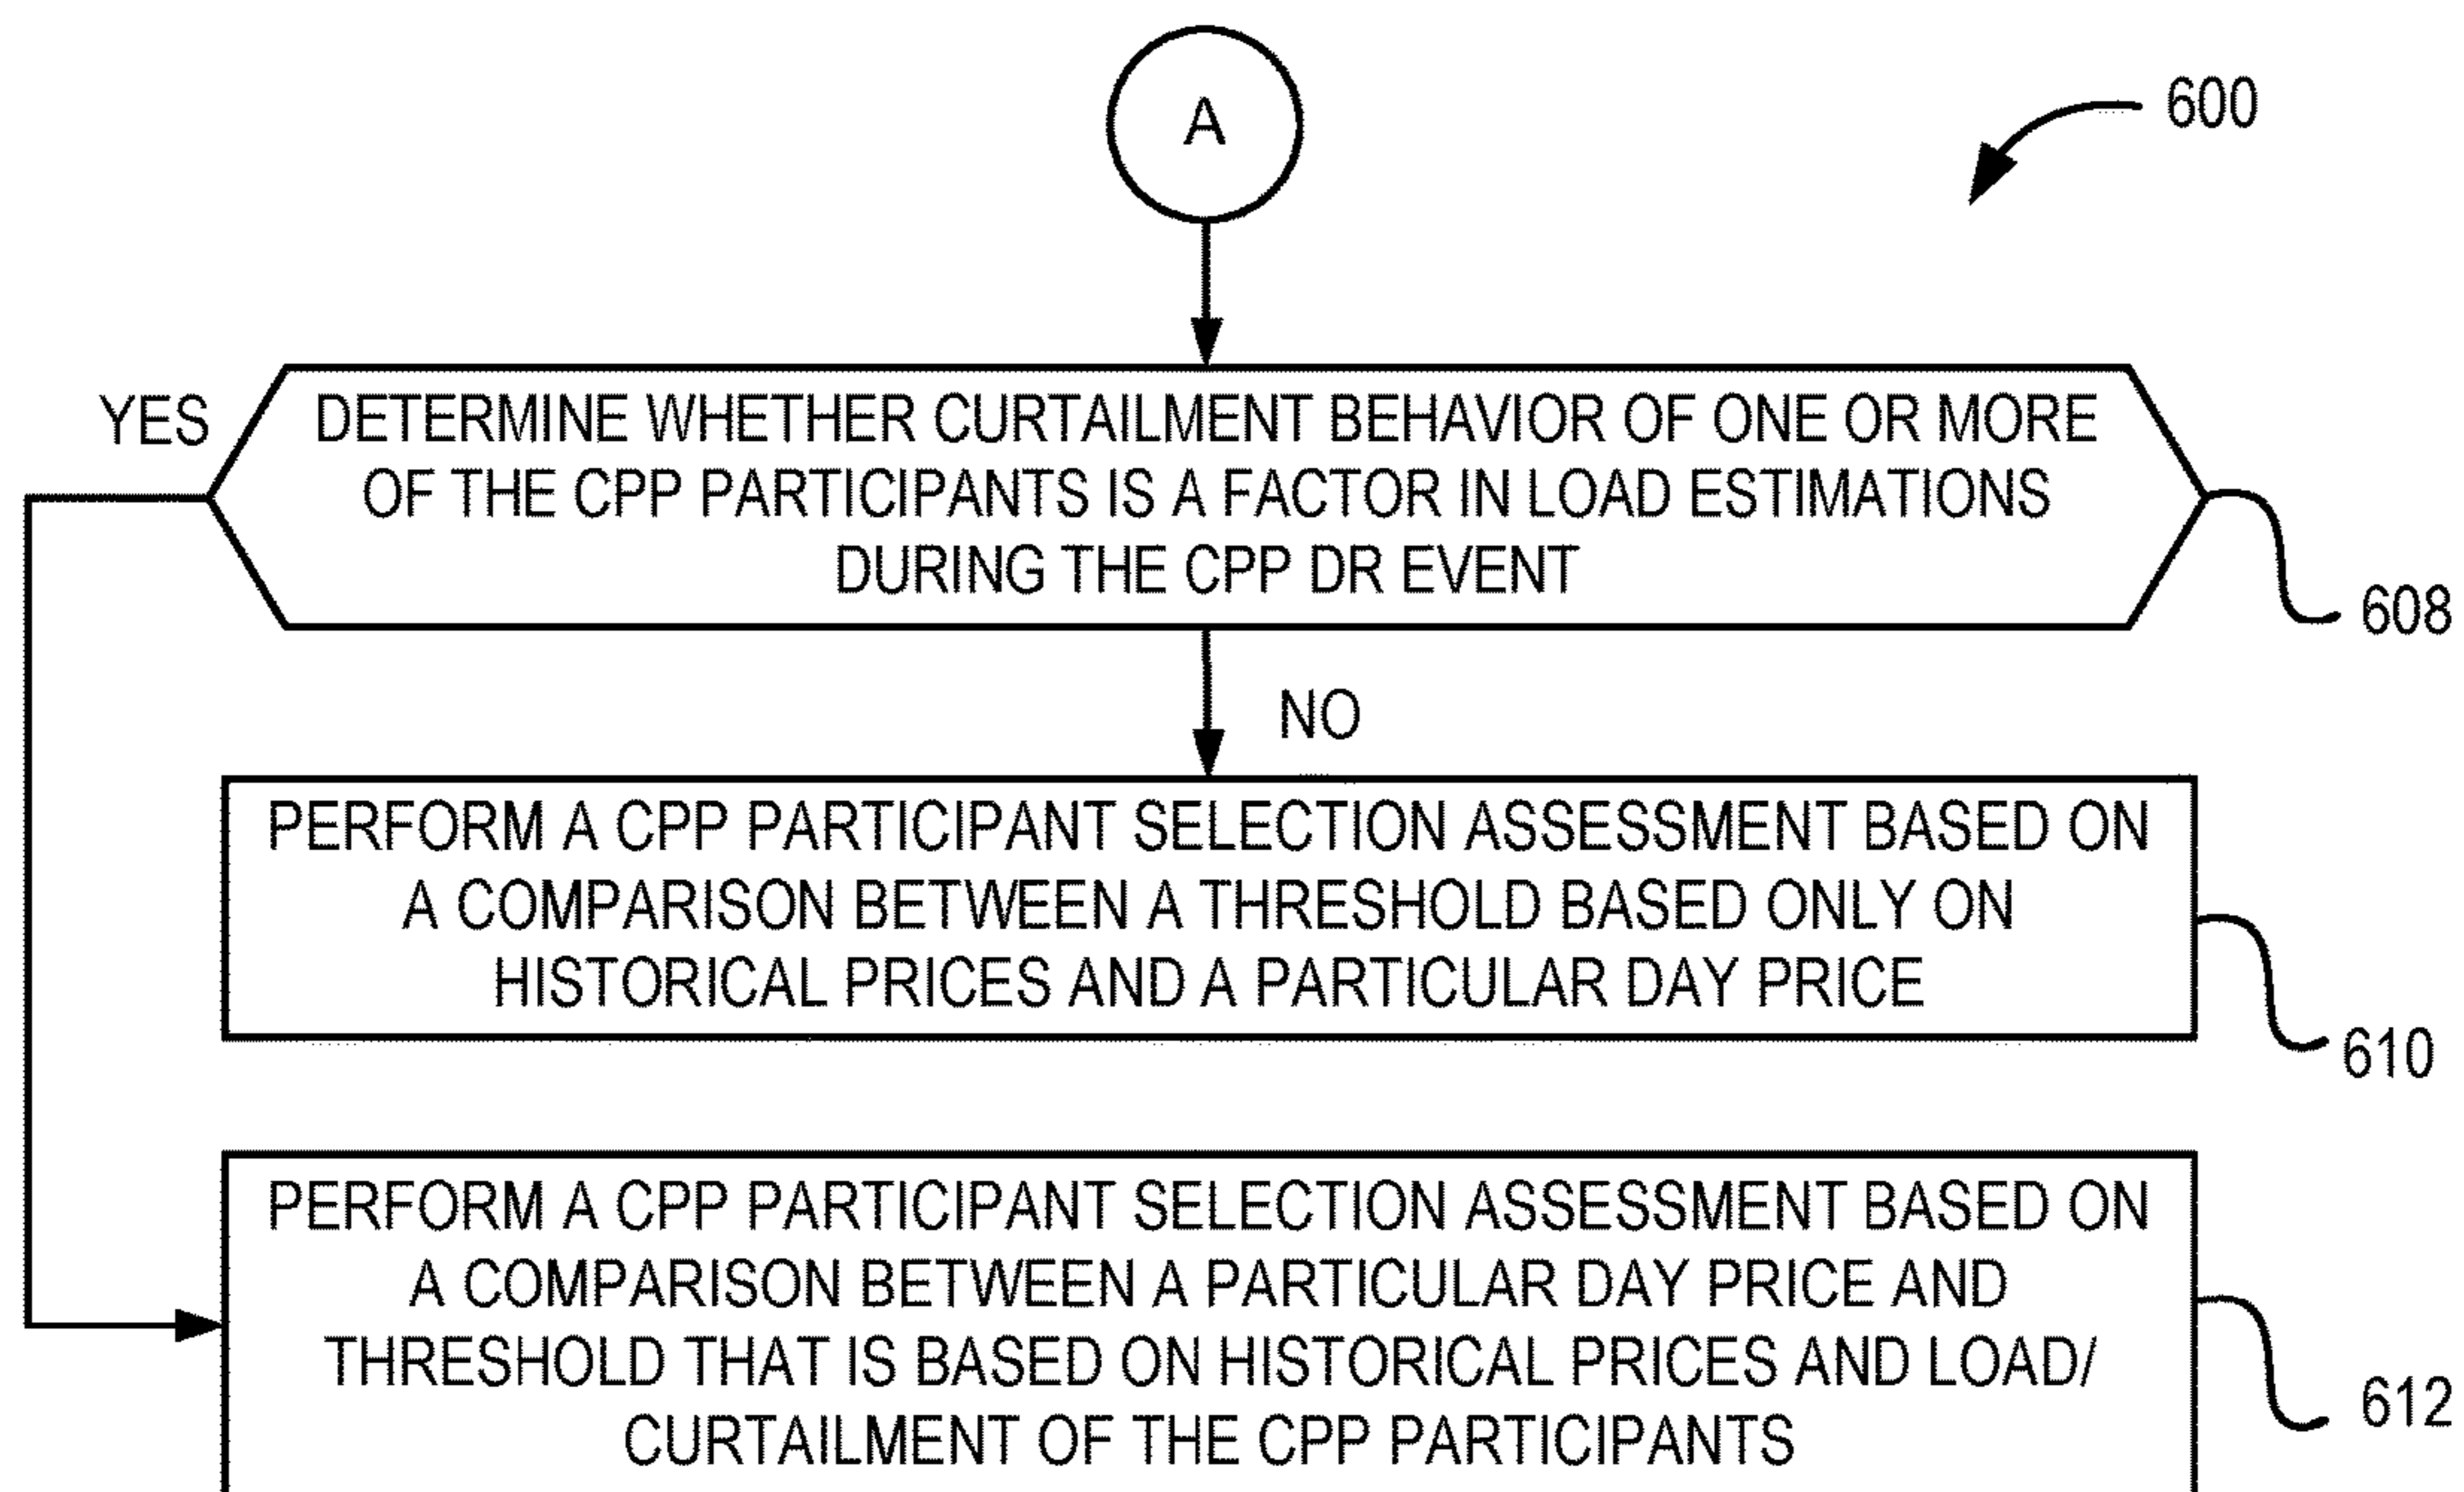 A
600
YES
DETERMINE WHETHER CURTAILMENT BEHAVIOR OF ONE OR MORE
OF THE CPP PARTICIPANTS IS A FACTOR IN LOAD ESTIMATIONS
DURING THE CPP DR EVENT
608
NO
PERFORM A CPP PARTICIPANT SELECTION ASSESSMENT BASED ON
A COMPARISON BETWEEN A THRESHOLD BASED ONLY ON
HISTORICAL PRICES AND A PARTICULAR DAY PRICE
610
PERFORM A CPP PARTICIPANT SELECTION ASSESSMENT BASED ON
A COMPARISON BETWEEN A PARTICULAR DAY PRICE AND
THRESHOLD THAT IS BASED ON HISTORICAL PRICES AND LOAD/
CURTAILMENT OF THE CPP PARTICIPANTS
612